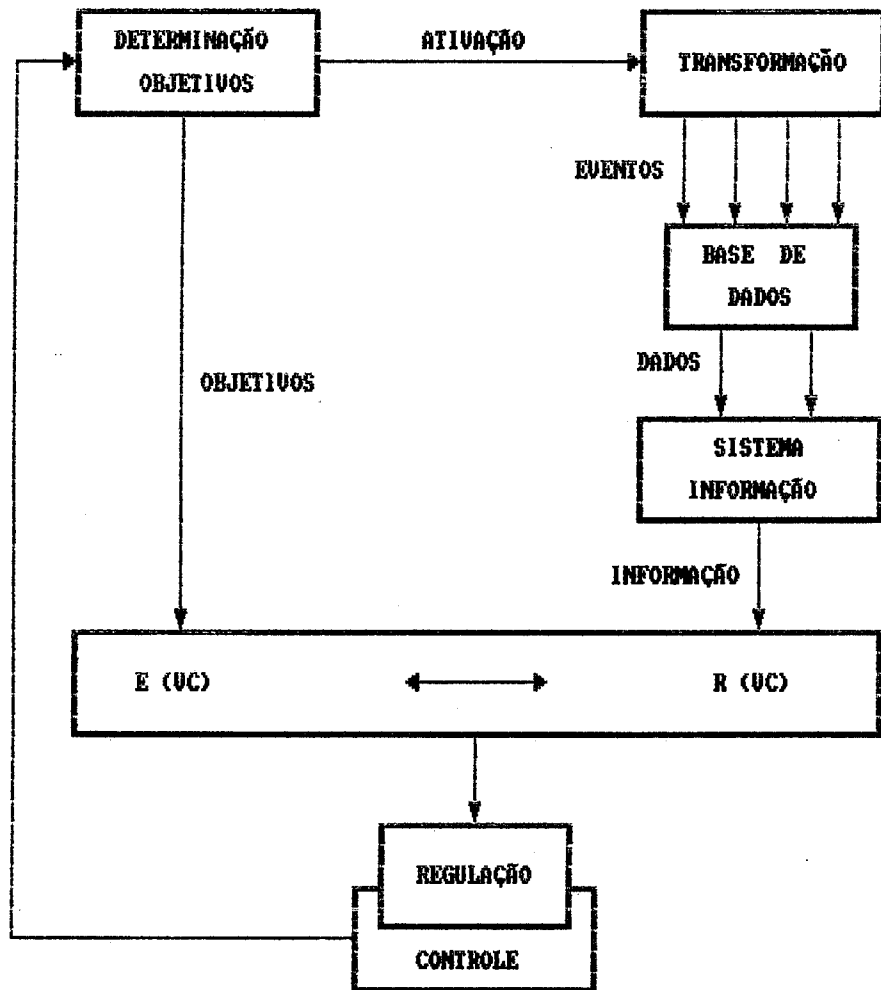 DETERMINAÇÃO
OBJETIVOS
ATIVAÇÃO
TRANSFORMAÇÃO
EVENTOS
BASE DE
DADOS
DADOS
OBJETIVOS
SISTEMA
INFORMAÇÃO
INFORMAÇÃO
E (VC)
R (VC)
REGULAÇÃO
CONTROLE